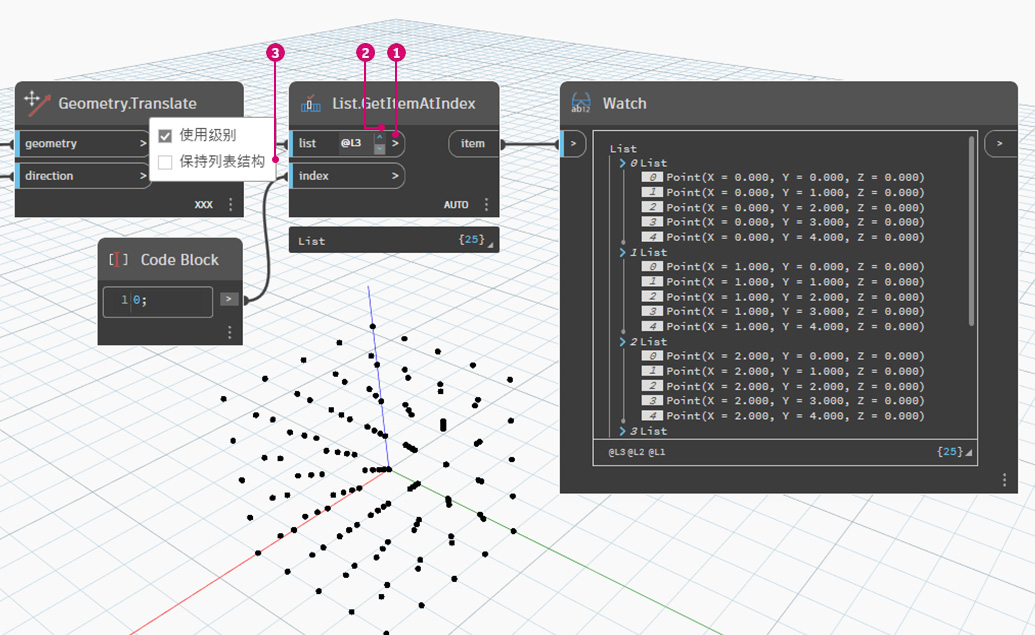 3
2
1
Geometry.Translate
List.GetItemAtIndex
Watch
geometry >
使用级别
list @L3 >
item
>
>
List
保持列表结构
direction >
index >
XXX
AUTO
List {25}
Code Block
1 0;
>
0 List
0 Point(X = 0.000, Y = 0.000, Z = 0.000)
1 Point(X = 0.000, Y = 1.000, Z = 0.000)
2 Point(X = 0.000, Y = 2.000, Z = 0.000)
3 Point(X = 0.000, Y = 3.000, Z = 0.000)
4 Point(X = 0.000, Y = 4.000, Z = 0.000)
1 List
0 Point(X = 1.000, Y = 0.000, Z = 0.000)
1 Point(X = 1.000, Y = 1.000, Z = 0.000)
2 Point(X = 1.000, Y = 2.000, Z = 0.000)
3 Point(X = 1.000, Y = 3.000, Z = 0.000)
4 Point(X = 1.000, Y = 4.000, Z = 0.000)
2 List
0 Point(X = 2.000, Y = 0.000, Z = 0.000)
1 Point(X = 2.000, Y = 1.000, Z = 0.000)
2 Point(X = 2.000, Y = 2.000, Z = 0.000)
3 Point(X = 2.000, Y = 3.000, Z = 0.000)
4 Point(X = 2.000, Y = 4.000, Z = 0.000)
3 List
@L3 @L2 @L1 {25}